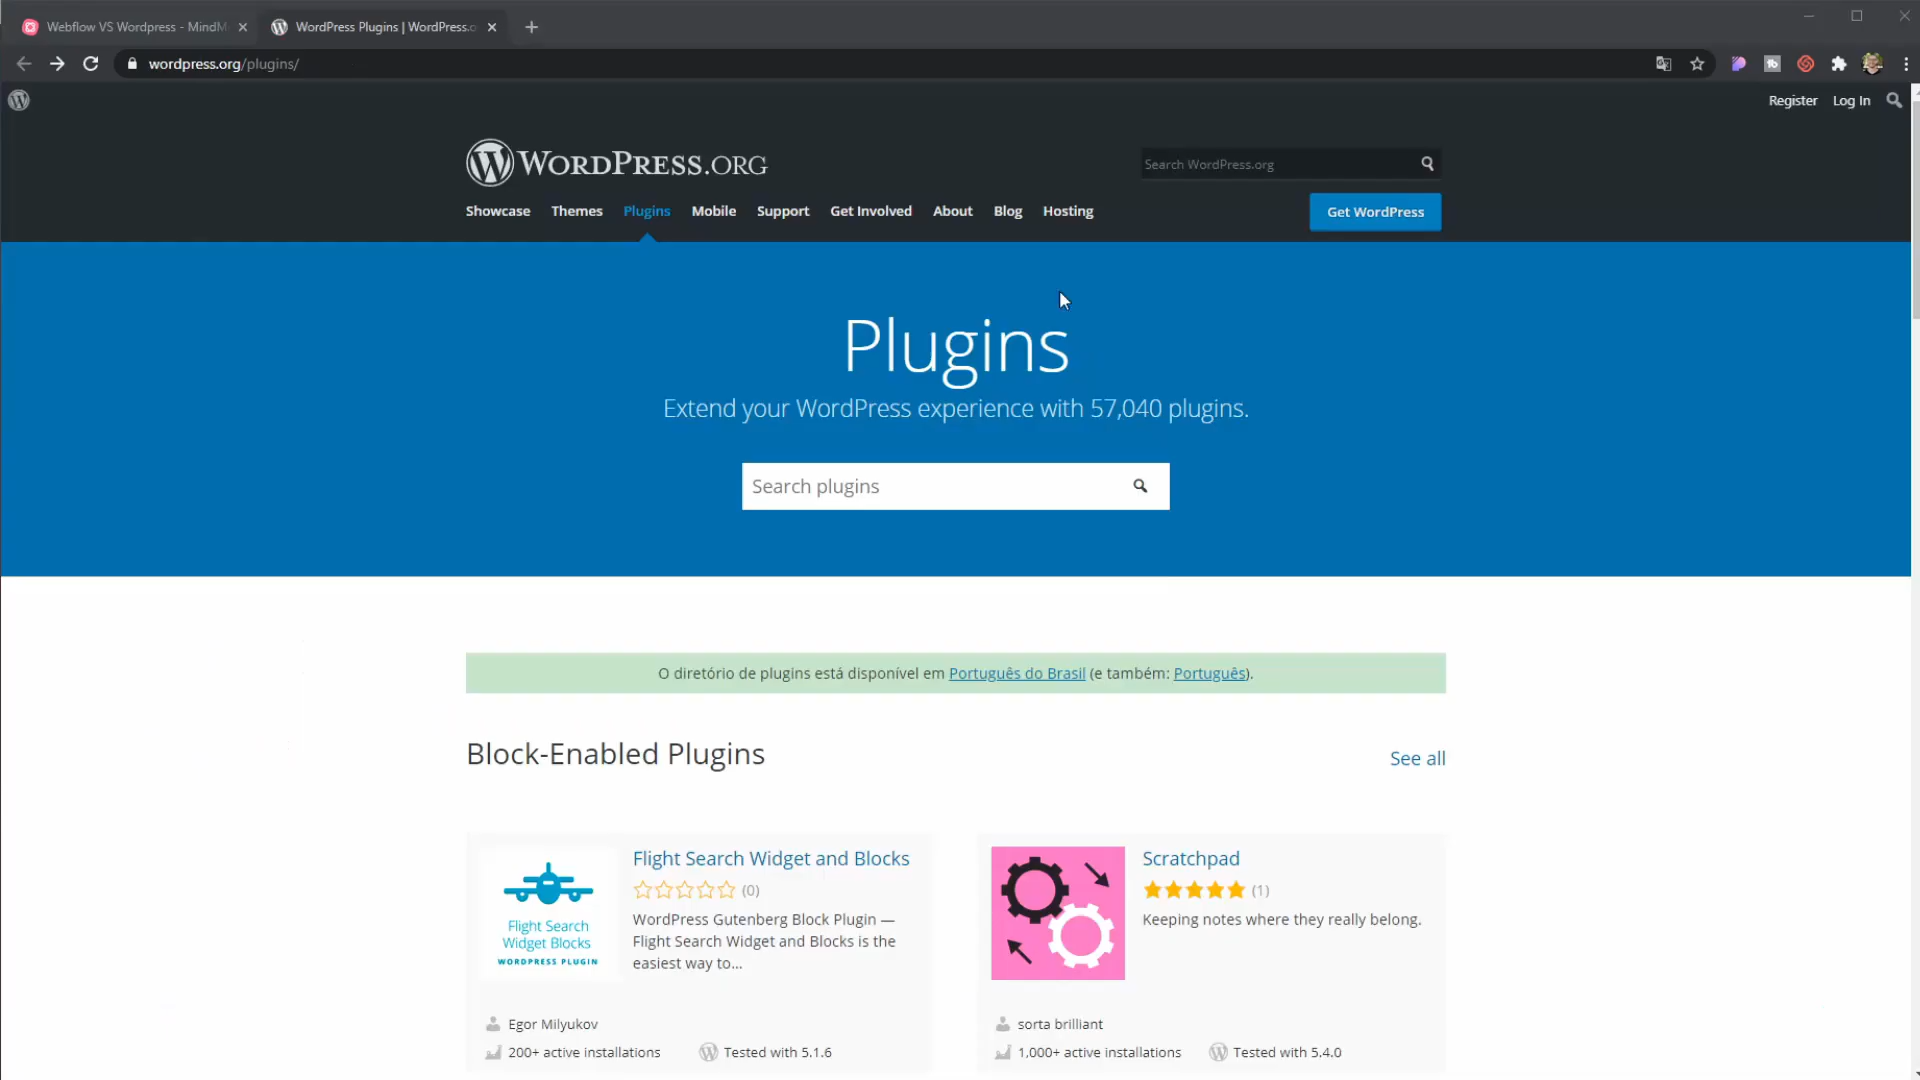 Webflow VS Wordpress - MindM
WordPress Plugins | WordPress.o
wordpress.org/plugins/
Register Log In
WORDPRESS.ORG
Search WordPress.org
Showcase Themes Plugins Mobile Support Get Involved About Blog Hosting
Get WordPress
Plugins
Extend your WordPress experience with 57,040 plugins.
Search plugins
O diretório de plugins está disponível em Português do Brasil (e também: Português).
Block-Enabled Plugins
See all
Flight Search
Widget Blocks
WORDPRESS PLUGIN
Flight Search Widget and Blocks
(0)
WordPress Gutenberg Block Plugin —
Flight Search Widget and Blocks is the
easiest way to...
Egor Milyukov
200+ active installations
Tested with 5.1.6
Scratchpad
(1)
Keeping notes where they really belong.
sorta brilliant
1,000+ active installations
Tested with 5.4.0